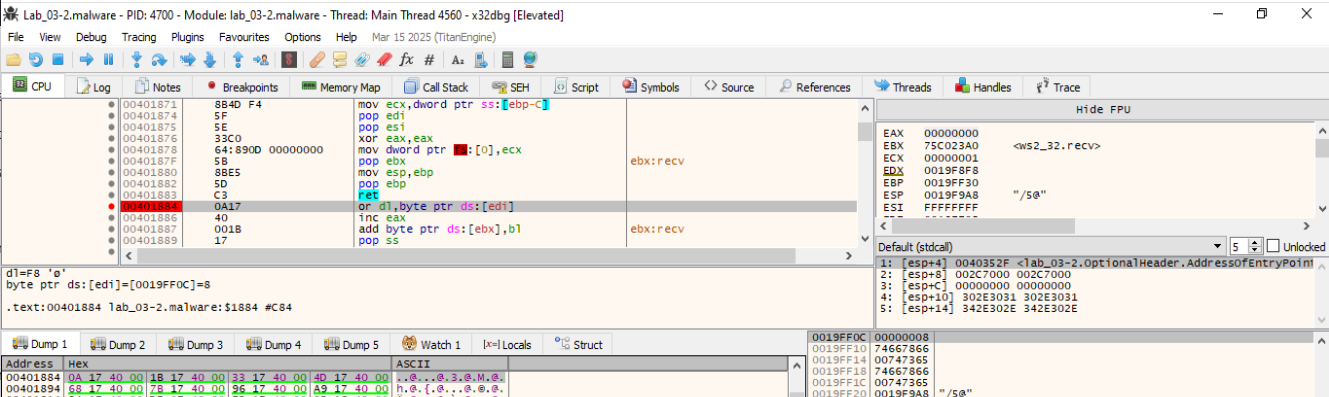 Lab_03-2.malware - PID: 4700 - Module: lab_03-2.malware - Thread: Main Thread 4560 - x32dbg [Elevated]
File View Debug Tracing Plugins Favourites Options Help Mar 15 2025 (TitanEngine)
CPU Log Notes Breakpoints Memory Map Call Stack SEH Script Symbols Source References Threads Handles Trace
00401871 8B4D F4 mov ecx,dword ptr ss:[ebp-C]
00401874 5F pop edi
00401875 5E pop esi
00401876 33C0 xor eax,eax
00401878 64:890D 00000000 mov dword ptr fs:[0],ecx
0040187F 5B pop ebx ebx:recv
00401880 8BE5 mov esp,ebp
00401882 5D pop ebp
00401883 C3 ret
00401884 0A17 or dl,byte ptr ds:[edi]
00401886 40 inc eax
00401887 001B add byte ptr ds:[ebx],bl ebx:recv
00401889 17 pop ss
Hide FPU
EAX 00000000
EBX 75C023A0 <ws2_32.recv>
ECX 00000001
EDX 0019F8F8
EBP 0019FF30
ESP 0019F9A8 "/5@"
ESI FFFFFFFF
Default (stdcall) 5 Unlocked
1: [esp+4] 0040352F <lab_03-2.OptionalHeader.AddressOfEntryPoint
2: [esp+8] 002C7000 002C7000
3: [esp+C] 00000000 00000000
4: [esp+10] 302E3031 302E3031
5: [esp+14] 342E302E 342E302E
dl=F8 'ø'
byte ptr ds:[edi]=[0019FF0C]=8
.text:00401884 lab_03-2.malware:$1884 #C84
Dump 1 Dump 2 Dump 3 Dump 4 Dump 5 Watch 1 [x=] Locals Struct
Address Hex ASCII
00401884 0A 17 40 00 1B 17 40 00 33 17 40 00 4D 17 40 00 ..@...@.3.@.M.@.
00401894 68 17 40 00 7B 17 40 00 96 17 40 00 A9 17 40 00 h.@.{.@...@.©.@.
0019FF0C 00000008
0019FF10 74667866
0019FF14 00747365
0019FF18 74667866
0019FF1C 00747365
0019FF20 0019F9A8 "/5@"